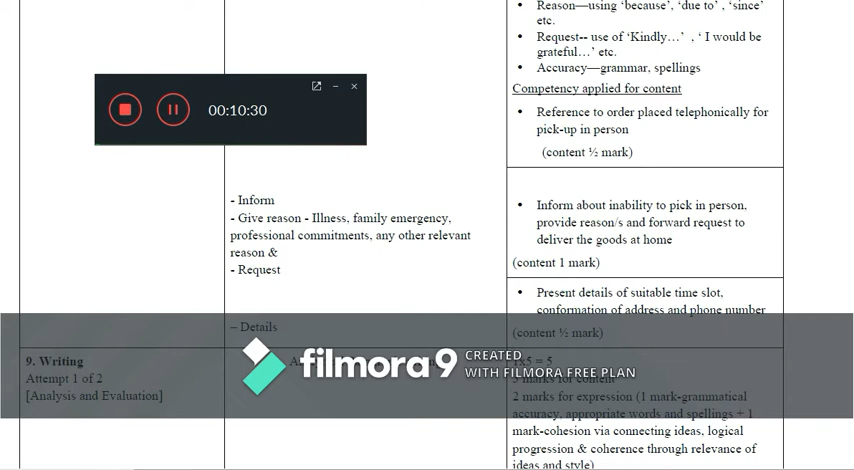 • Reason—using ‘because’, ‘due to’ , ‘since’
etc.
• Request-- use of ‘Kindly…’ , ‘ I would be
grateful…’ etc.
• Accuracy—grammar, spellings
Competency applied for content
• Reference to order placed telephonically for
pick-up in person
(content ½ mark)
00:10:30
- Inform
- Give reason - Illness, family emergency,
professional commitments, any other relevant
reason &
- Request
– Details
• Inform about inability to pick in person,
provide reason/s and forward request to
deliver the goods at home
(content 1 mark)
• Present details of suitable time slot,
conformation of address and phone number
(content ½ mark)
9. Writing
Attempt 1 of 2
[Analysis and Evaluation]
1x5 = 5
3 marks for content
2 marks for expression (1 mark-grammatical
accuracy, appropriate words and spellings + 1
mark-cohesion via connecting ideas, logical
progression & coherence through relevance of
ideas and style)
filmora 9 CREATED
WITH FILMORA FREE PLAN